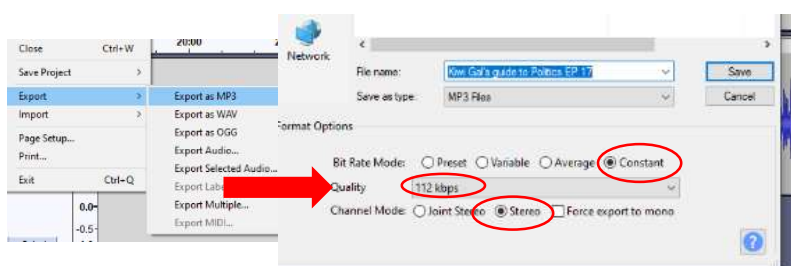 Close Ctrl+W
Save Project >
Export >
Import >
Page Setup...
Print...
Exit Ctrl+Q
20:00
Export as MP3
Export as WAV
Export as OGG
Export Audio...
Export Selected Audio...
Export Multiple...
Export MIDI...
0.0-
-0.5-
Network
File name: Kiwi Gal's guide to Politics EP 17 Save
Save as type: MP3 Files Cancel
Format Options
Bit Rate Mode: Preset Variable Average Constant
Quality 112 kbps
Channel Mode: Joint Stereo Stereo Force export to mono
?